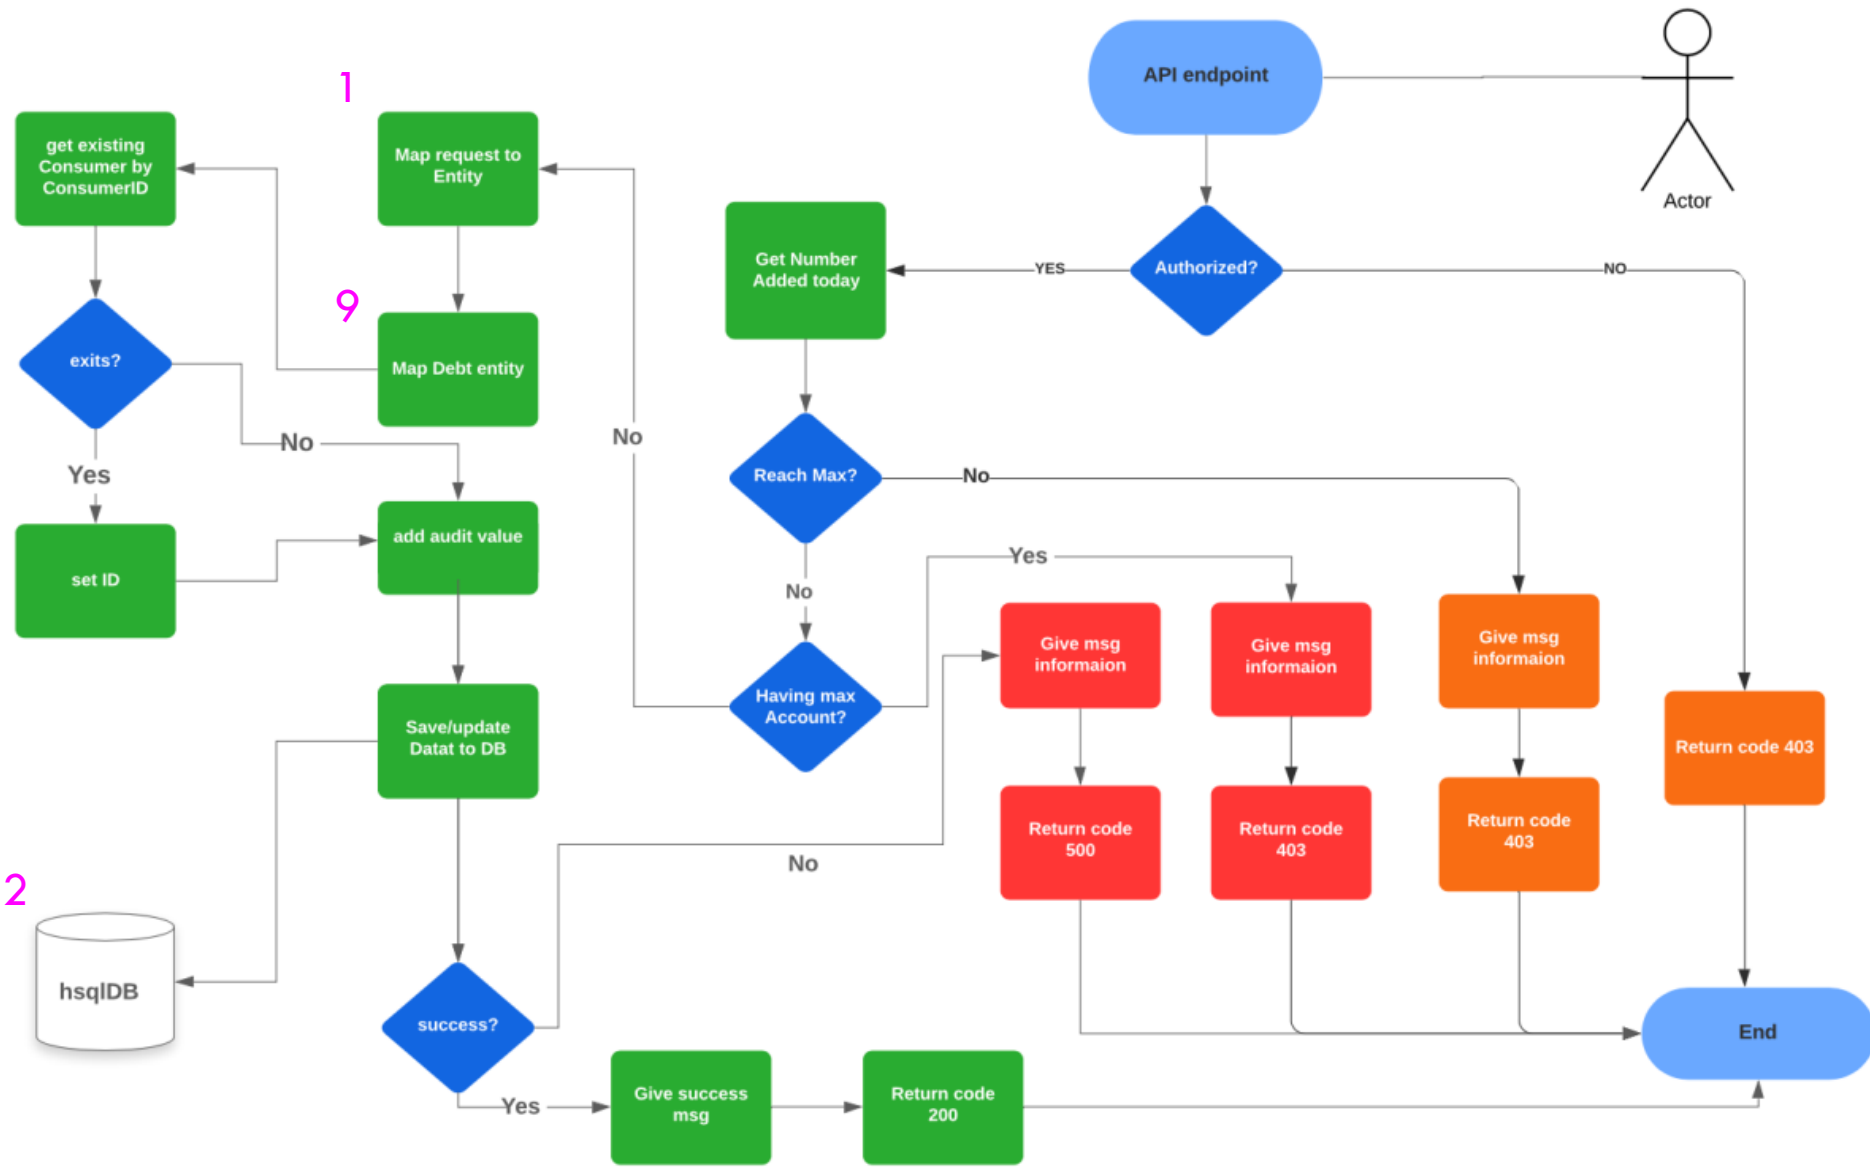 API endpoint
Actor
1
get existing
Consumer by
ConsumerID
Map request to
Entity
Get Number
Added today
YES
Authorized?
NO
9
exits?
Map Debt entity
No
No
Yes
Reach Max?
No
add audit value
set ID
No
Yes
Give msg
informaion
Give msg
informaion
Give msg
informaion
Having max
Account?
Save/update
Datat to DB
Return code 403
Return code
500
Return code
403
Return code
403
No
2
hsqlDB
success?
End
Yes
Give success
msg
Return code
200